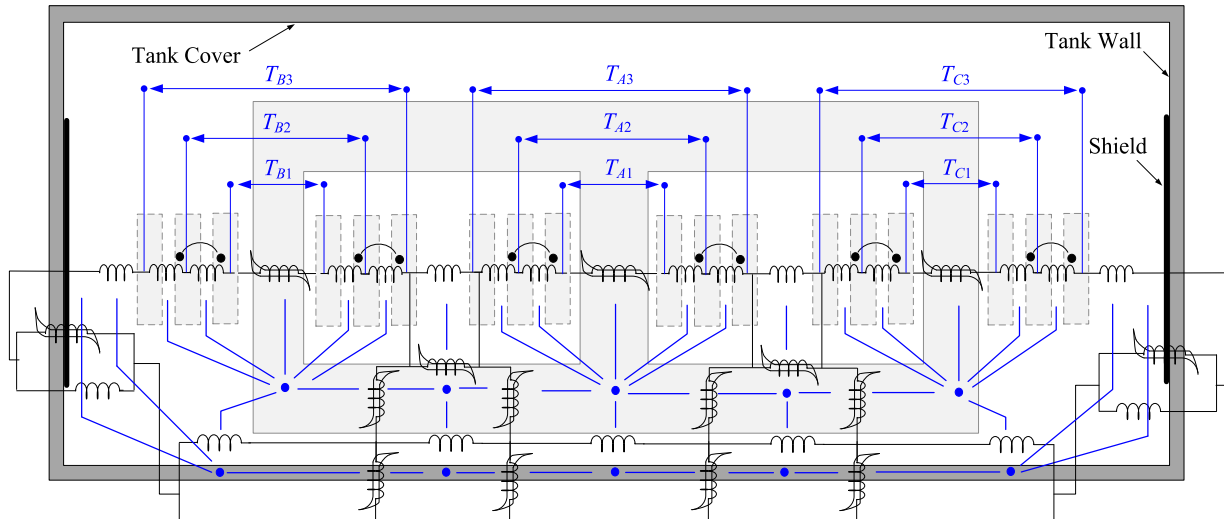 Tank Cover
Tank Wall
T_B3
T_A3
T_C3
T_B2
T_A2
T_C2
Shield
T_B1
T_A1
T_C1